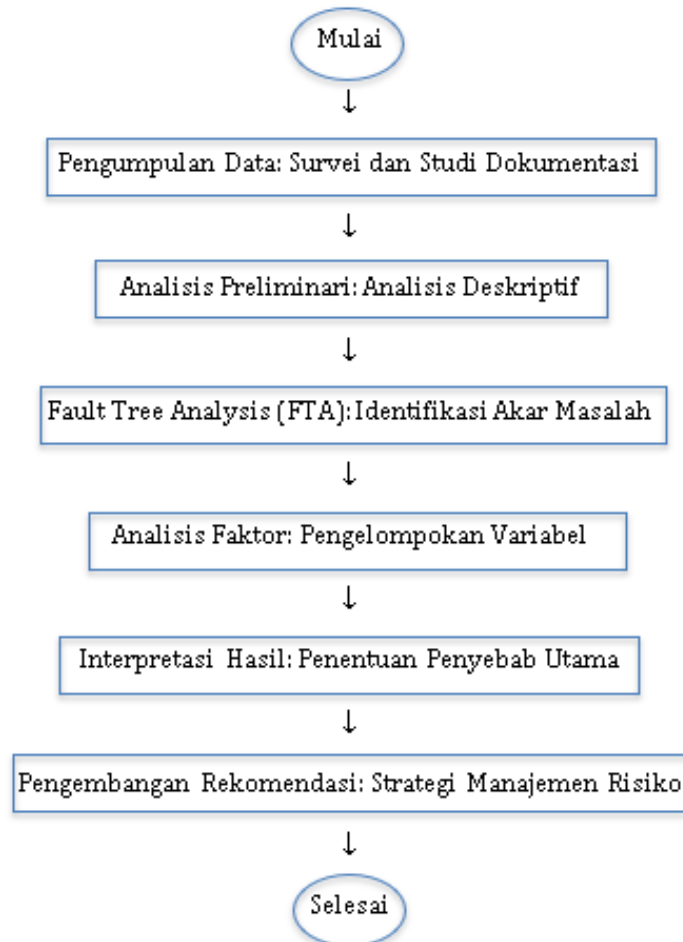 Mulai
↓
Pengumpulan Data: Survei dan Studi Dokumentasi
↓
Analisis Preliminari: Analisis Deskriptif
↓
Fault Tree Analysis (FTA): Identifikasi Akar Masalah
↓
Analisis Faktor: Pengelompokan Variabel
↓
Interpretasi Hasil: Penentuan Penyebab Utama
↓
Pengembangan Rekomendasi: Strategi Manajemen Risiko
↓
Selesai